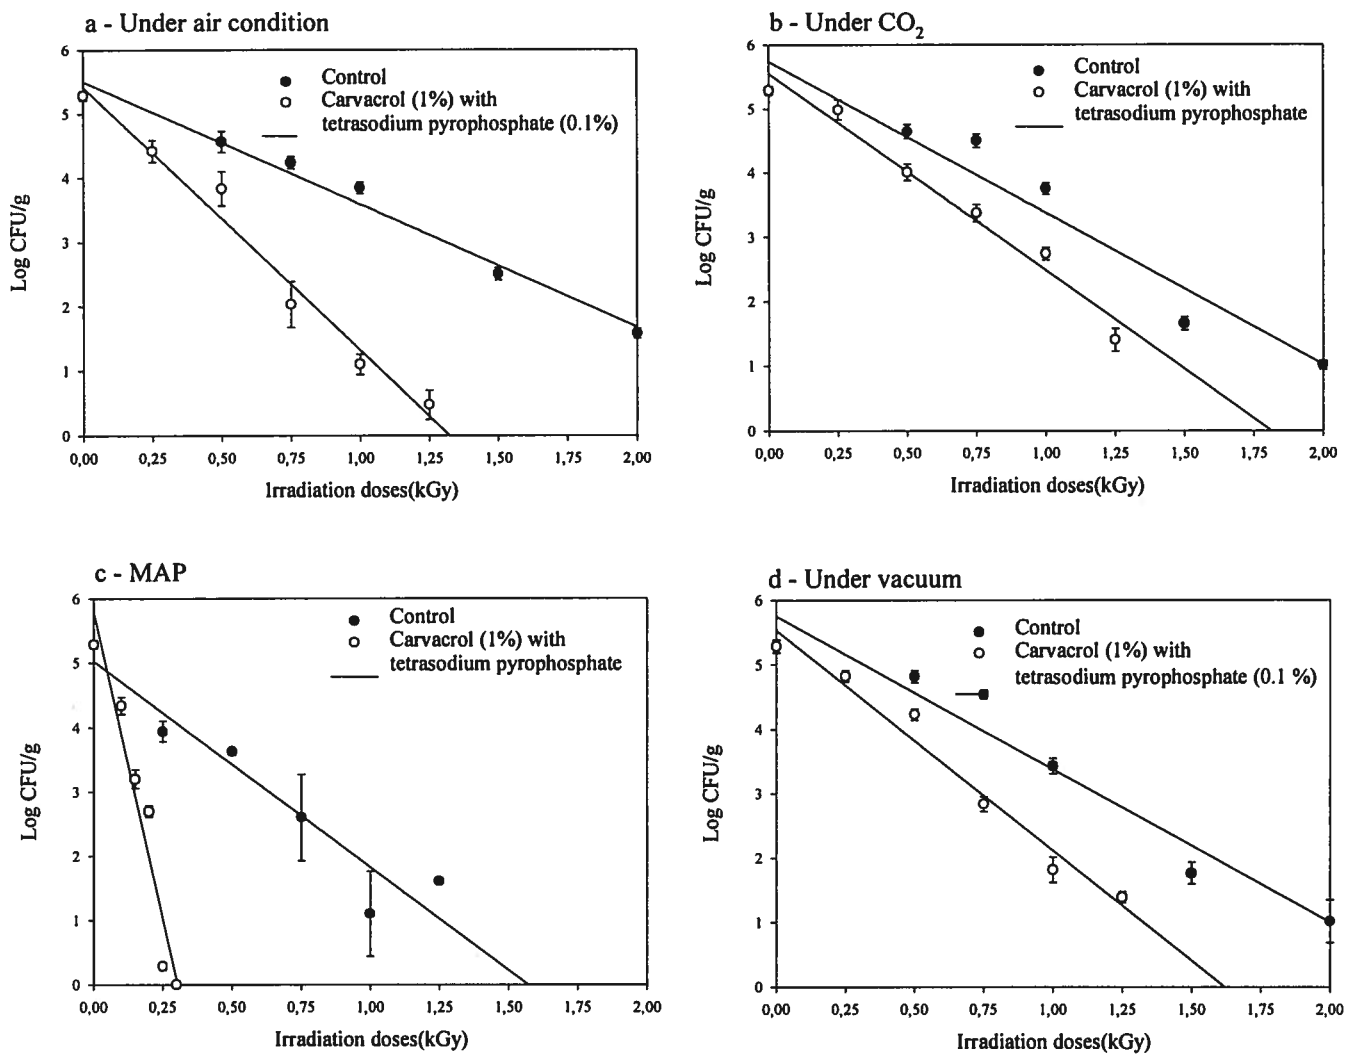 a - Under air condition
6
5
4
3
2
1
0
Log CFU/g
Control
Carvacrol (1%) with
tetrasodium pyrophosphate (0.1%)
0,00 0,25 0,50 0,75 1,00 1,25 1,50 1,75 2,00
Irradiation doses(kGy)
b - Under CO₂
6
5
4
3
2
1
0
Log CFU/g
Control
Carvacrol (1%) with
tetrasodium pyrophosphate
0,00 0,25 0,50 0,75 1,00 1,25 1,50 1,75 2,00
Irradiation doses(kGy)
c - MAP
6
5
4
3
2
1
0
Log CFU/g
Control
Carvacrol (1%) with
tetrasodium pyrophosphate
0,00 0,25 0,50 0,75 1,00 1,25 1,50 1,75 2,00
Irradiation doses(kGy)
d - Under vacuum
6
5
4
3
2
1
0
Log CFU/g
Control
Carvacrol (1%) with
tetrasodium pyrophosphate (0.1 %)
0,00 0,25 0,50 0,75 1,00 1,25 1,50 1,75 2,00
Irradiation doses(kGy)